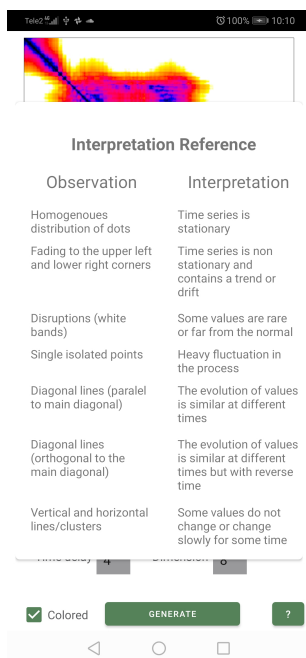 Tele2 100% 10:10
Interpretation Reference
Observation Interpretation
Homogenoues
distribution of dots
Time series is
stationary
Fading to the upper left
and lower right corners
Time series is non
stationary and
contains a trend or
drift
Disruptions (white
bands)
Some values are rare
or far from the normal
Single isolated points
Heavy fluctuation in
the process
Diagonal lines (paralel
to main diagonal)
The evolution of values
is similar at different
times
Diagonal lines
(orthogonal to the
main diagonal)
The evolution of values
is similar at different
times but with reverse
time
Vertical and horizontal
lines/clusters
Some values do not
change or change
slowly for some time
Time Delay 4 Dimension 8
Colored GENERATE ?